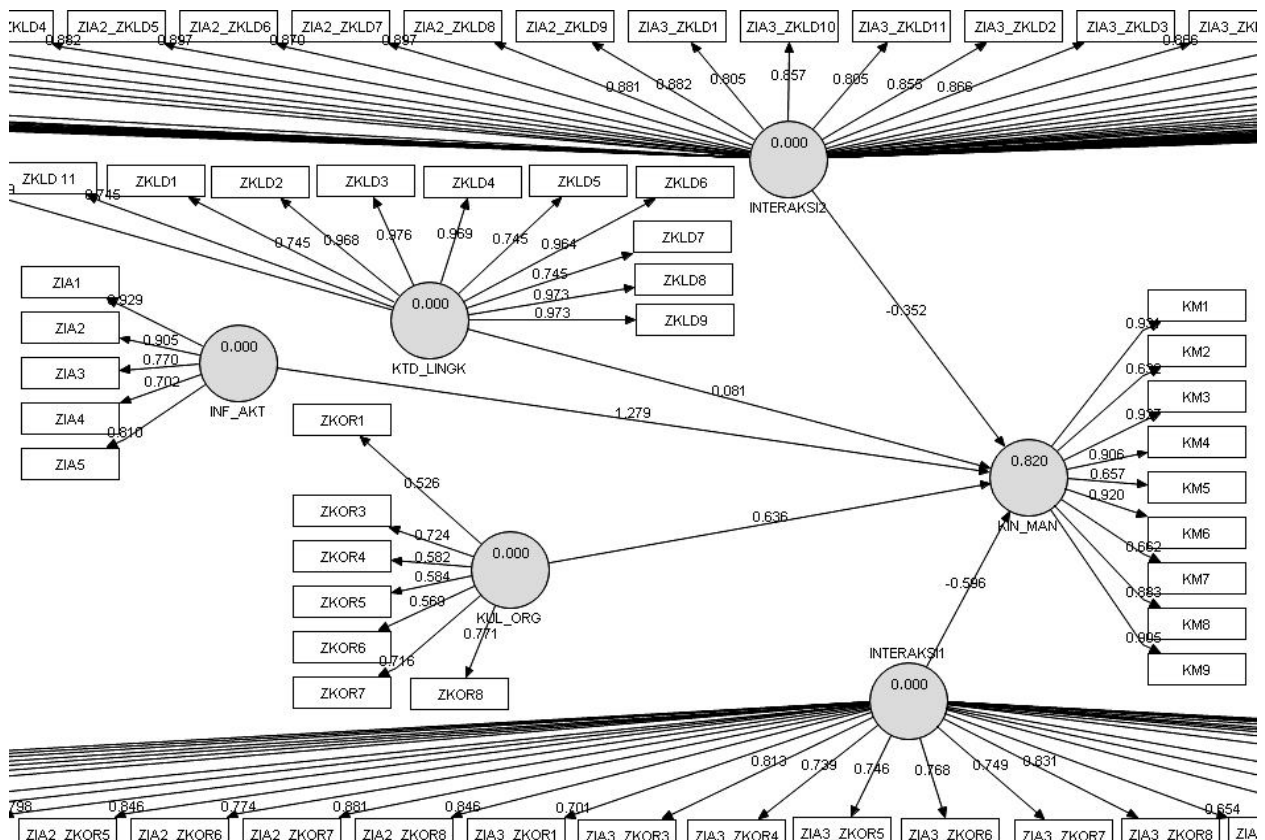 ZIA2_ZKLD5
ZIA2_ZKLD6
ZIA2_ZKLD7
ZIA2_ZKLD8
ZIA2_ZKLD9
ZIA3_ZKLD1
ZIA3_ZKLD10
ZIA3_ZKLD11
ZIA3_ZKLD2
ZIA3_ZKLD3
0.882
0.897
0.870
0.897
0.881
0.882
0.805
0.857
0.805
0.855
0.866
0.866
0.000
INTERAKSI2
ZKLD 11
ZKLD1
ZKLD2
ZKLD3
ZKLD4
ZKLD5
ZKLD6
ZKLD7
ZKLD8
ZKLD9
0.745
0.745
0.968
0.976
0.969
0.745
0.964
0.745
0.973
0.973
0.000
KTD_LINGK
ZIA1
ZIA2
ZIA3
ZIA4
ZIA5
0.929
0.905
0.770
0.702
0.810
0.000
INF_AKT
-0.352
0.081
1.279
0.636
-0.596
ZKOR1
ZKOR3
ZKOR4
ZKOR5
ZKOR6
ZKOR7
ZKOR8
0.526
0.724
0.582
0.584
0.569
0.716
0.771
0.000
KUL_ORG
0.820
KIN_MAN
KM1
KM2
KM3
KM4
KM5
KM6
KM7
KM8
KM9
0.906
0.657
0.920
0.662
0.883
0.905
INTERAKSI1
0.000
0.846
0.774
0.881
0.846
0.701
0.813
0.739
0.746
0.768
0.749
0.831
0.654
ZIA2_ZKOR5
ZIA2_ZKOR6
ZIA2_ZKOR7
ZIA2_ZKOR8
ZIA3_ZKOR1
ZIA3_ZKOR3
ZIA3_ZKOR4
ZIA3_ZKOR5
ZIA3_ZKOR6
ZIA3_ZKOR7
ZIA3_ZKOR8